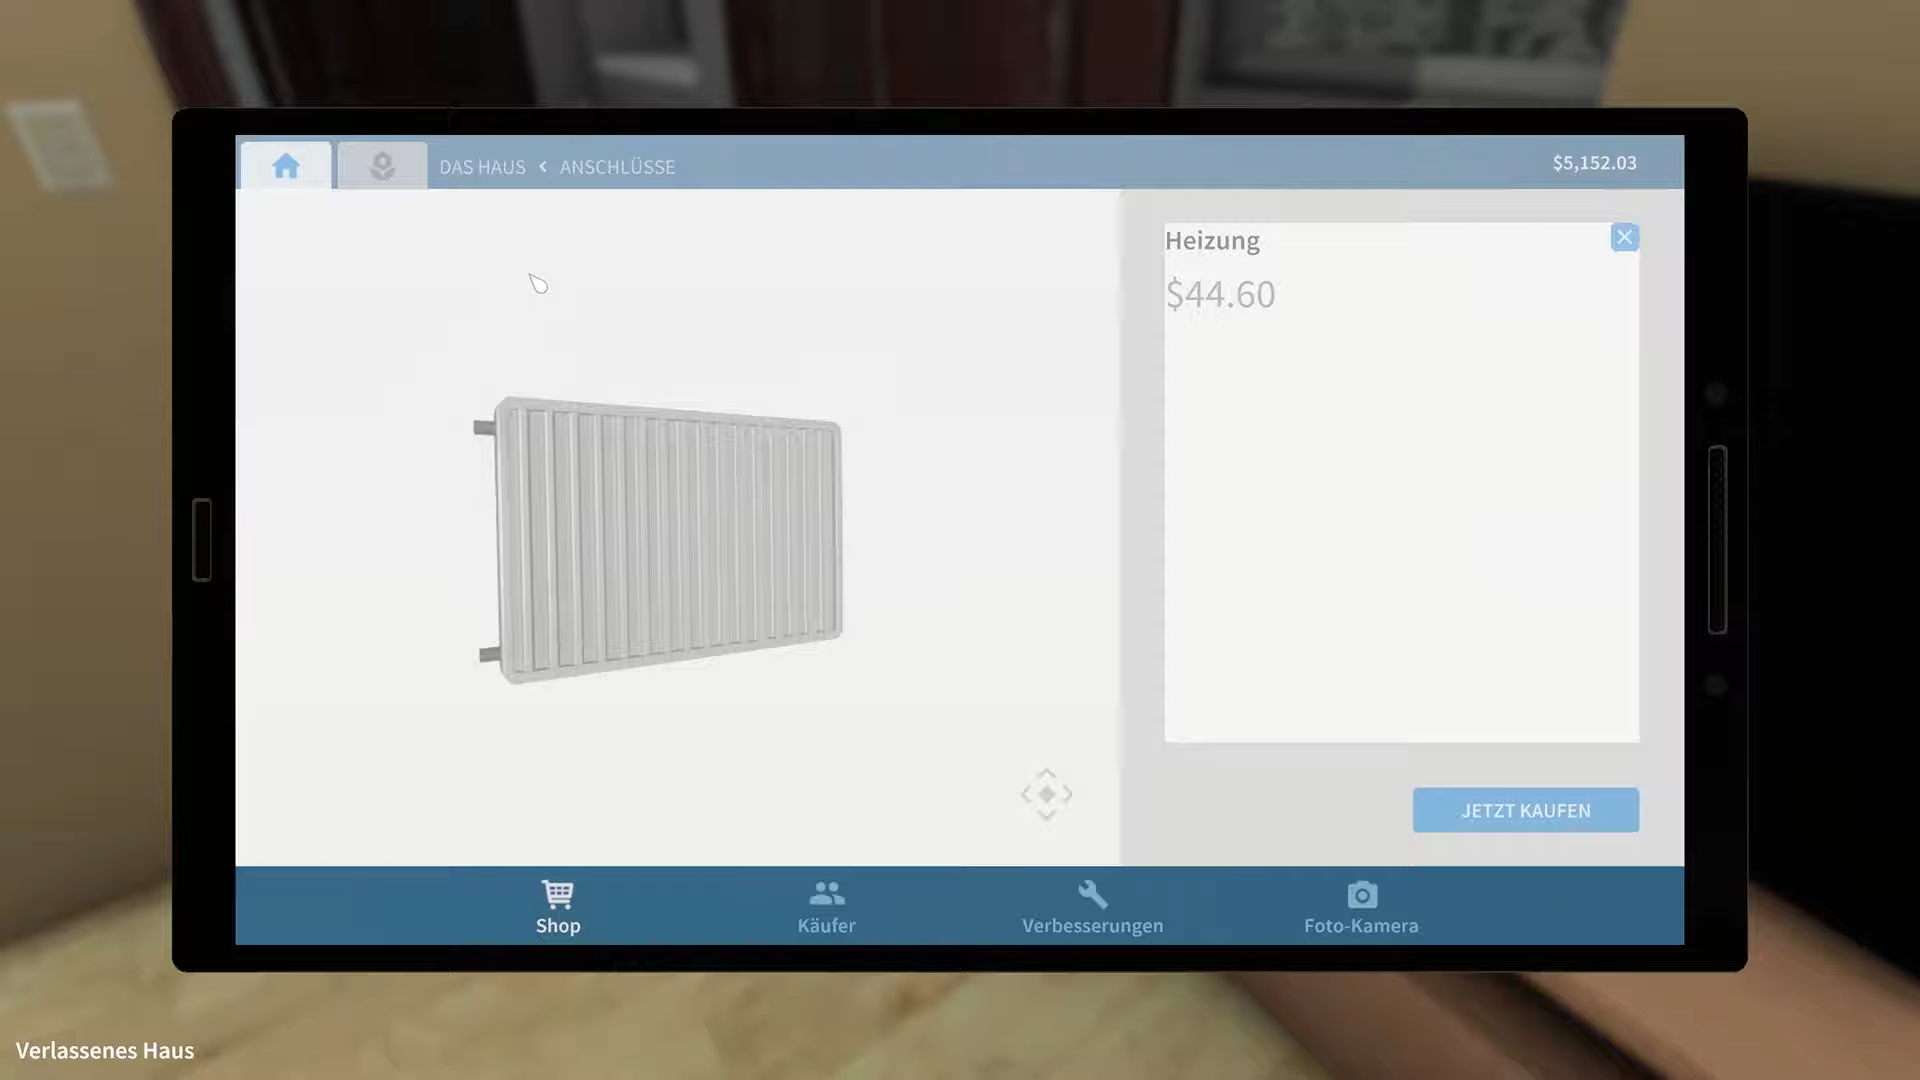 DAS HAUS < ANSCHLÜSSE
$5,152.03
Heizung
$44.60
JETZT KAUFEN
Shop
Käufer
Verbesserungen
Foto-Kamera
Verlassenes Haus